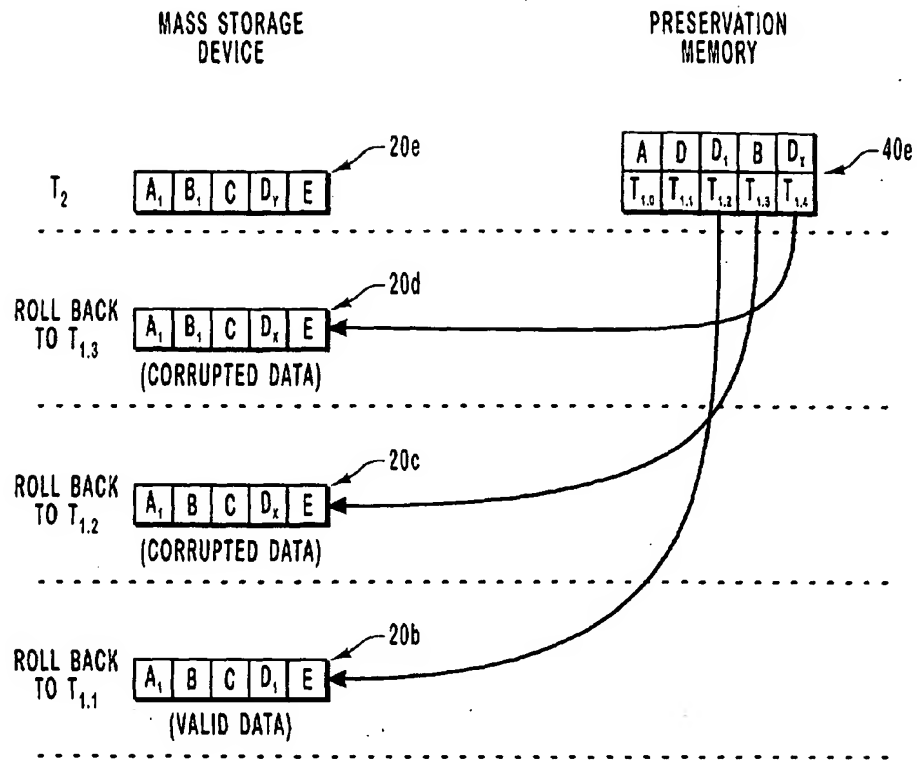 MASS STORAGE
DEVICE
PRESERVATION
MEMORY
T₂
A₁ B₁ C Dᵧ E
20e
A D D₁ B Dₓ
T₁.₀ T₁.₁ T₁.₂ T₁.₃ T₁.₄
40e
ROLL BACK
TO T₁.₃
A₁ B₁ C Dₓ E
20d
(CORRUPTED DATA)
ROLL BACK
TO T₁.₂
A₁ B C Dₓ E
20c
(CORRUPTED DATA)
ROLL BACK
TO T₁.₁
A₁ B C D₁ E
20b
(VALID DATA)